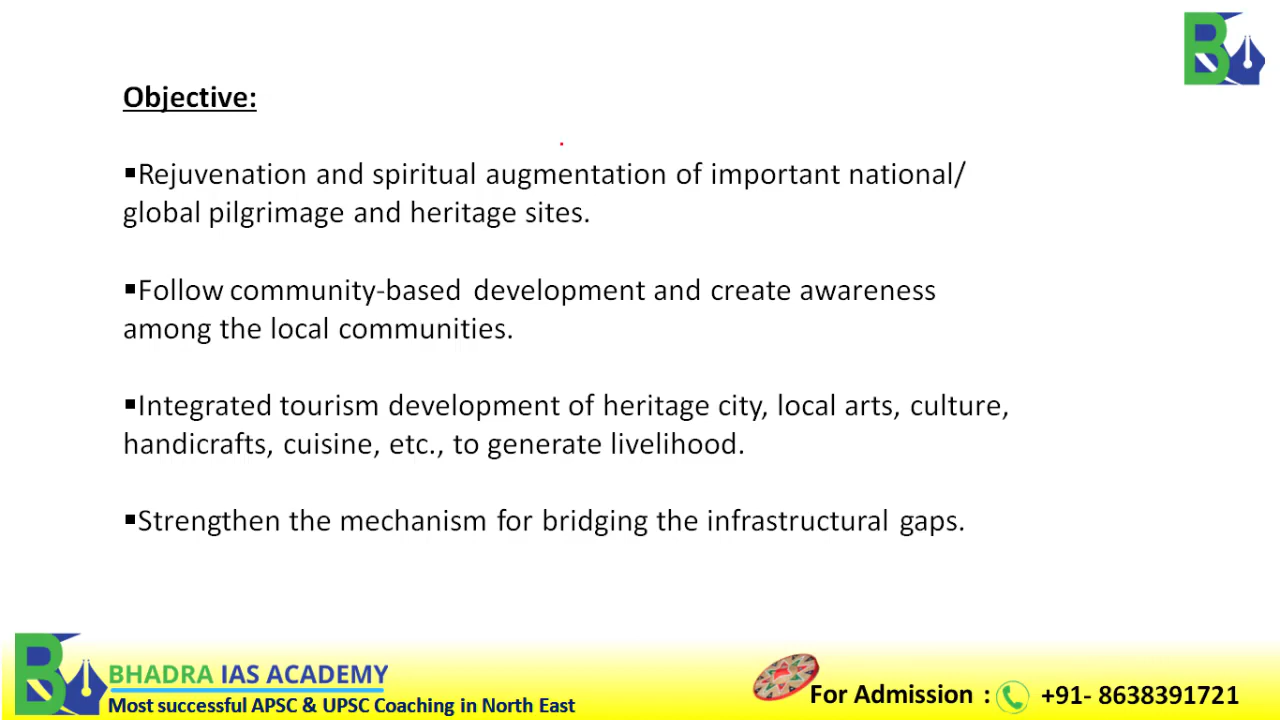 Objective:
▪Rejuvenation and spiritual augmentation of important national/
global pilgrimage and heritage sites.
▪Follow community-based development and create awareness
among the local communities.
▪Integrated tourism development of heritage city, local arts, culture,
handicrafts, cuisine, etc., to generate livelihood.
▪Strengthen the mechanism for bridging the infrastructural gaps.
BHADRA IAS ACADEMY
Most successful APSC & UPSC Coaching in North East
For Admission : +91- 8638391721